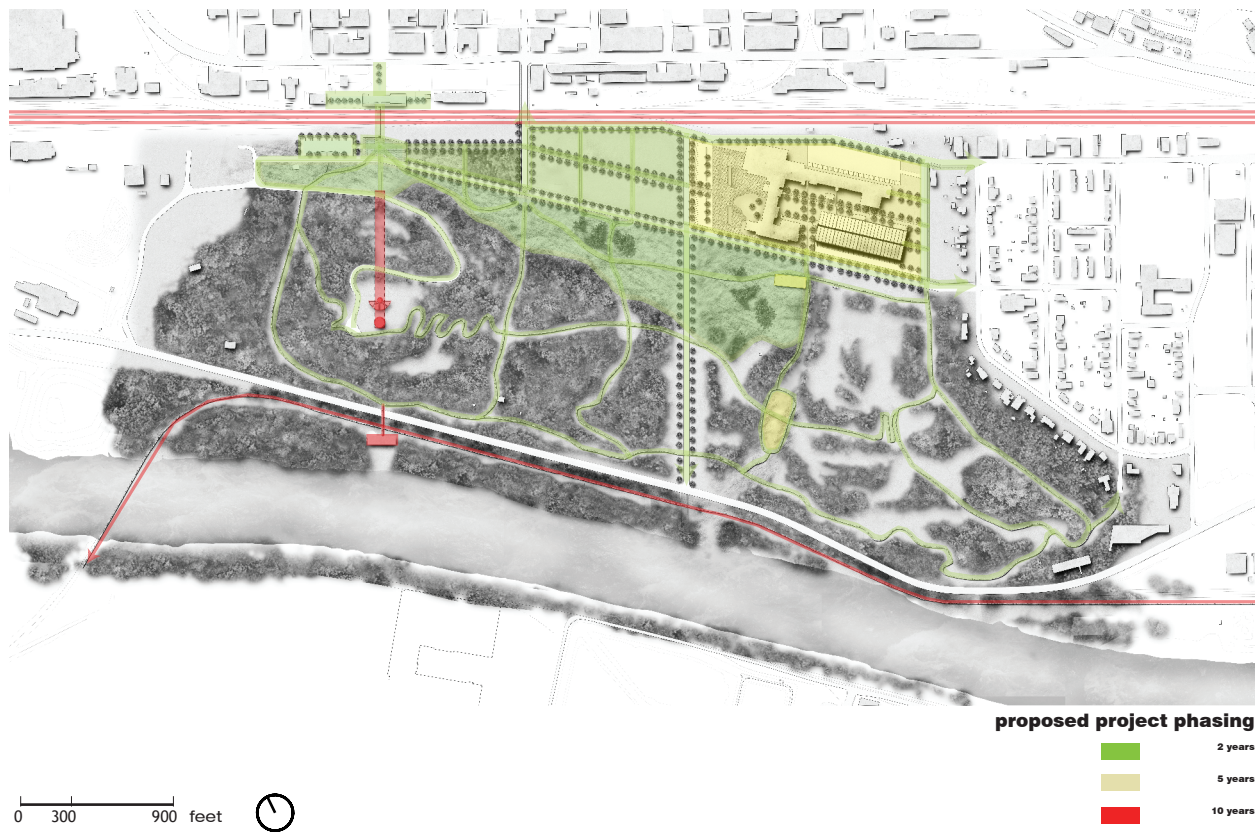 proposed project phasing
2 years
5 years
10 years
0 300 900 feet